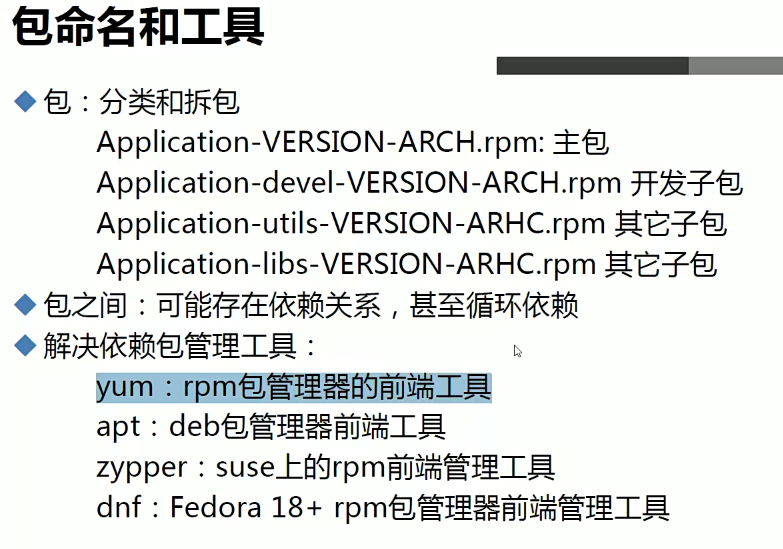 包命名和工具
包：分类和拆包
Application-VERSION-ARCH.rpm: 主包
Application-devel-VERSION-ARCH.rpm 开发子包
Application-utils-VERSION-ARHC.rpm 其它子包
Application-libs-VERSION-ARHC.rpm 其它子包
包之间：可能存在依赖关系，甚至循环依赖
解决依赖包管理工具：
yum：rpm包管理器的前端工具
apt：deb包管理器前端工具
zypper：suse上的rpm前端管理工具
dnf：Fedora 18+ rpm包管理器前端管理工具